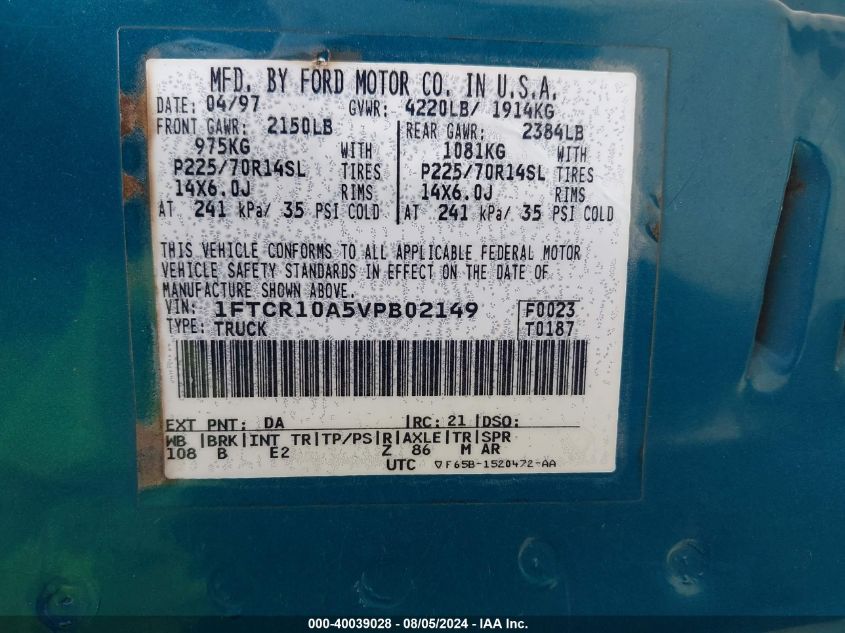 MFD. BY FORD MOTOR CO. IN U.S.A.
DATE: 04/97 GVWR: 4220LB/ 1914KG
FRONT GAWR: 2150LB REAR GAWR: 2384LB
975KG WITH 1081KG WITH
P225/70R14SL TIRES P225/70R14SL TIRES
14X6.0J RIMS 14X6.0J RIMS
AT 241 kPa/ 35 PSI COLD AT 241 kPa/ 35 PSI COLD
THIS VEHICLE CONFORMS TO ALL APPLICABLE FEDERAL MOTOR
VEHICLE SAFETY STANDARDS IN EFFECT ON THE DATE OF
MANUFACTURE SHOWN ABOVE.
VIN: 1FTCR10A5VPB02149 F0023
TYPE: TRUCK T0187
EXT PNT: DA RC: 21 DSO:
WB BRK INT TR TP/PS R AXLE TR SPR
108 B E2 Z 86 M AR
UTC ▽F65B-1520472-AA
000-40039028 - 08/05/2024 - IAA Inc.